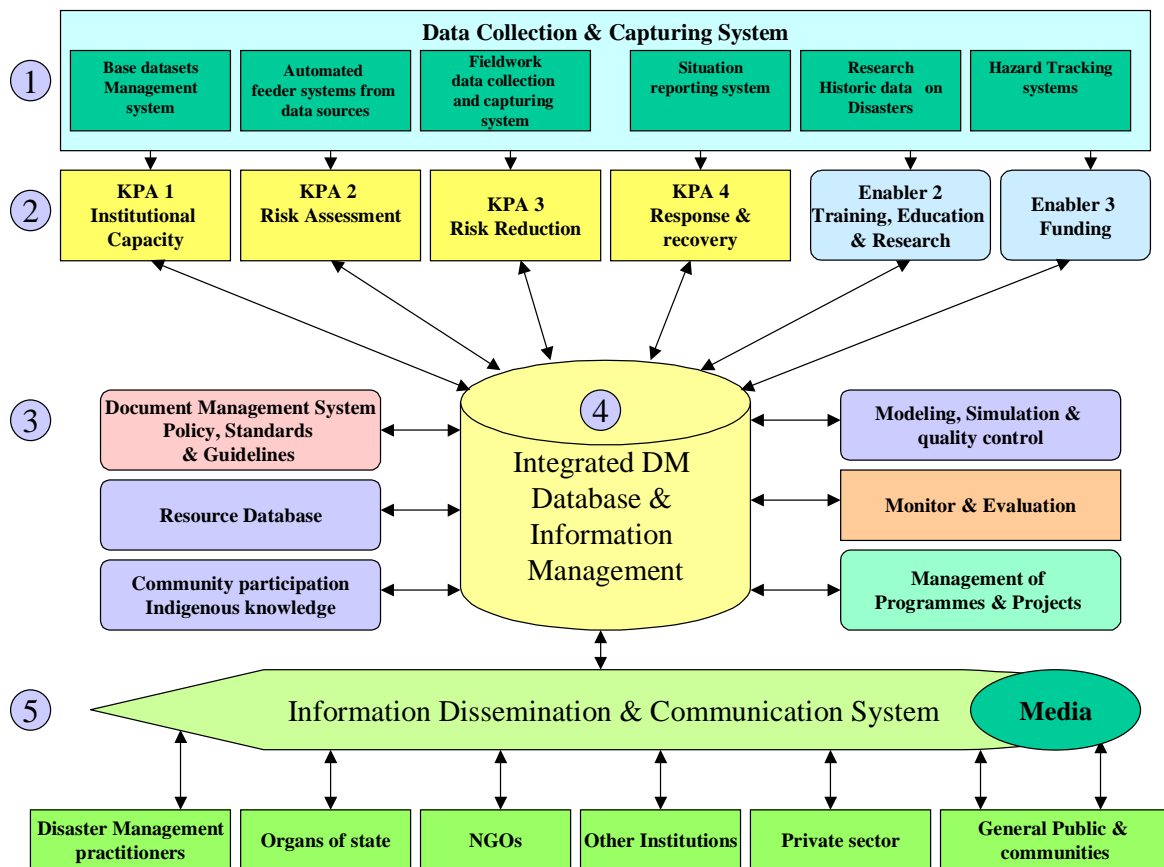 Data Collection & Capturing System
1
Base datasets
Management
system
Automated
feeder systems from
data sources
Fieldwork
data collection
and capturing
system
Situation
reporting system
Research
Historic data on
Disasters
Hazard Tracking
systems
2
KPA 1
Institutional
Capacity
KPA 2
Risk Assessment
KPA 3
Risk Reduction
KPA 4
Response &
recovery
Enabler 2
Training, Education
& Research
Enabler 3
Funding
3
Document Management System
Policy, Standards
& Guidelines
Resource Database
Community participation
Indigenous knowledge
4
Integrated DM
Database &
Information
Management
Modeling, Simulation &
quality control
Monitor & Evaluation
Management of
Programmes & Projects
5
Information Dissemination & Communication System
Media
Disaster Management
practitioners
Organs of state
NGOs
Other Institutions
Private sector
General Public &
communities